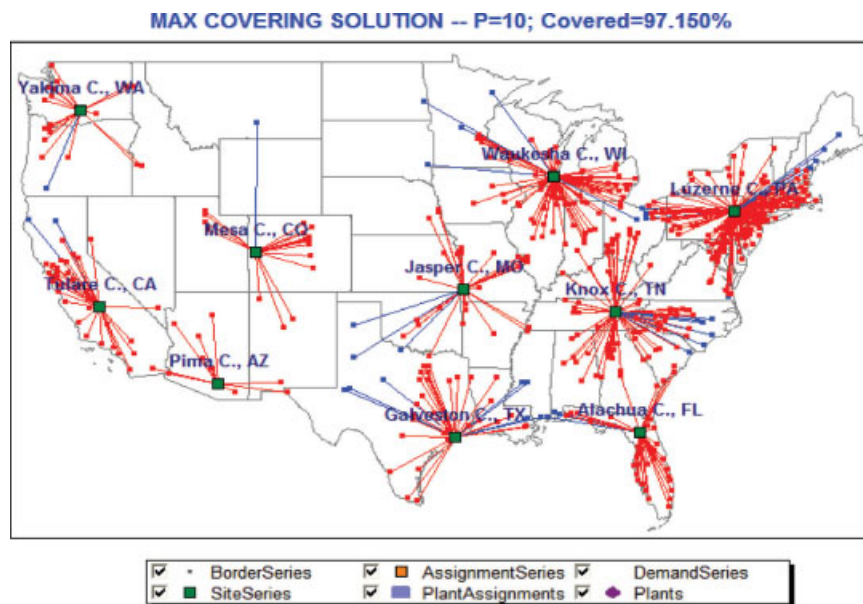 MAX COVERING SOLUTION -- P=10; Covered=97.150%
Yakima C., WA
Waukesha C., WI
Luzerne C., PA
Mesa C., CO
Jasper C., MO
Tulare C., CA
Knox C., TN
Pima C., AZ
Galveston C., TX
Alachua C., FL
BorderSeries AssignmentSeries DemandSeries
SiteSeries PlantAssignments Plants